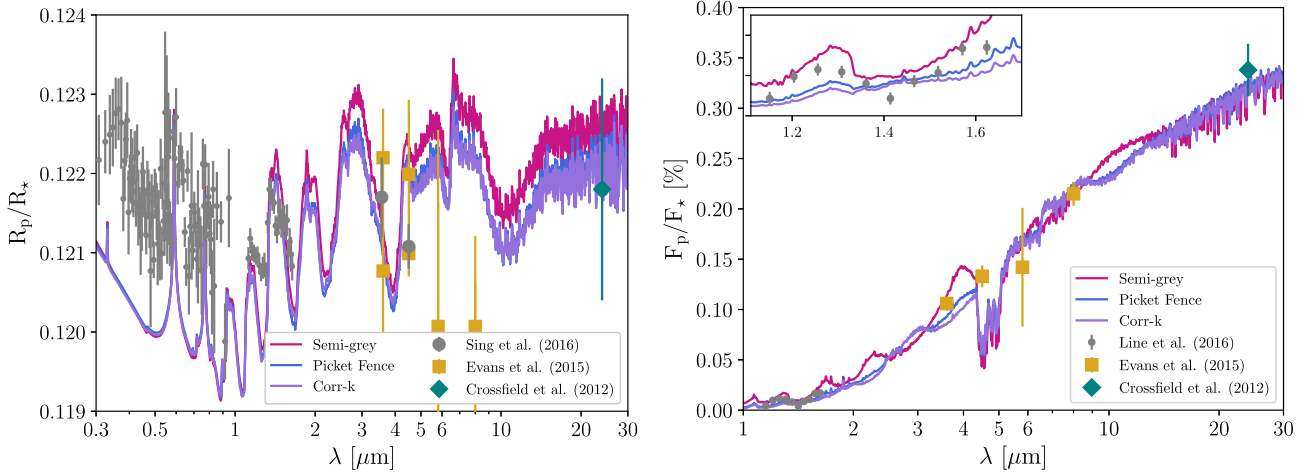 0.124
0.123
0.122
0.121
0.120
0.119
R_p/R_⋆
0.3
0.5
1
2
3
4
5
6
10
20
30
λ [μm]
Semi-grey
Picket Fence
Corr-k
Sing et al. (2016)
Evans et al. (2015)
Crossfield et al. (2012)
0.40
0.35
0.30
0.25
0.20
0.15
0.10
0.05
0.00
F_p/F_⋆ [%]
1.2
1.4
1.6
1
2
3
4
5
6
10
20
30
λ [μm]
Semi-grey
Picket Fence
Corr-k
Line et al. (2016)
Evans et al. (2015)
Crossfield et al. (2012)